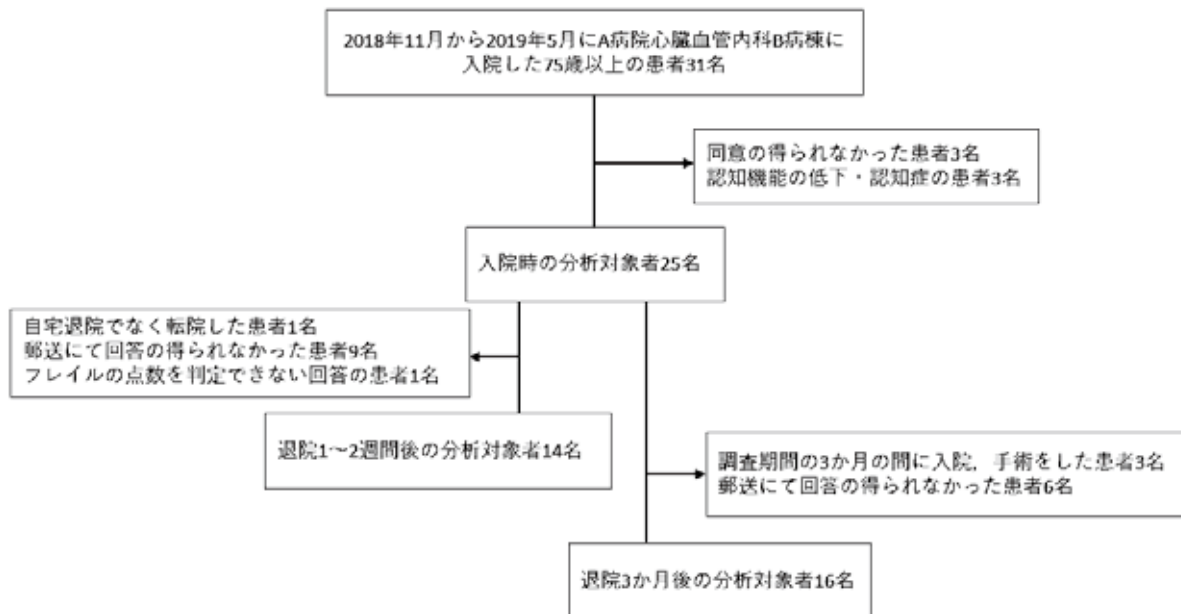 2018年11月から2019年5月にA病院心臓血管内科B病棟に
入院した75歳以上の患者31名
同意の得られなかった患者3名
認知機能の低下・認知症の患者3名
入院時の分析対象者25名
自宅退院でなく転院した患者1名
郵送にて回答の得られなかった患者9名
フレイルの点数を判定できない回答の患者1名
退院1〜2週間後の分析対象者14名
調査期間の3か月の間に入院，手術をした患者3名
郵送にて回答の得られなかった患者6名
退院3か月後の分析対象者16名